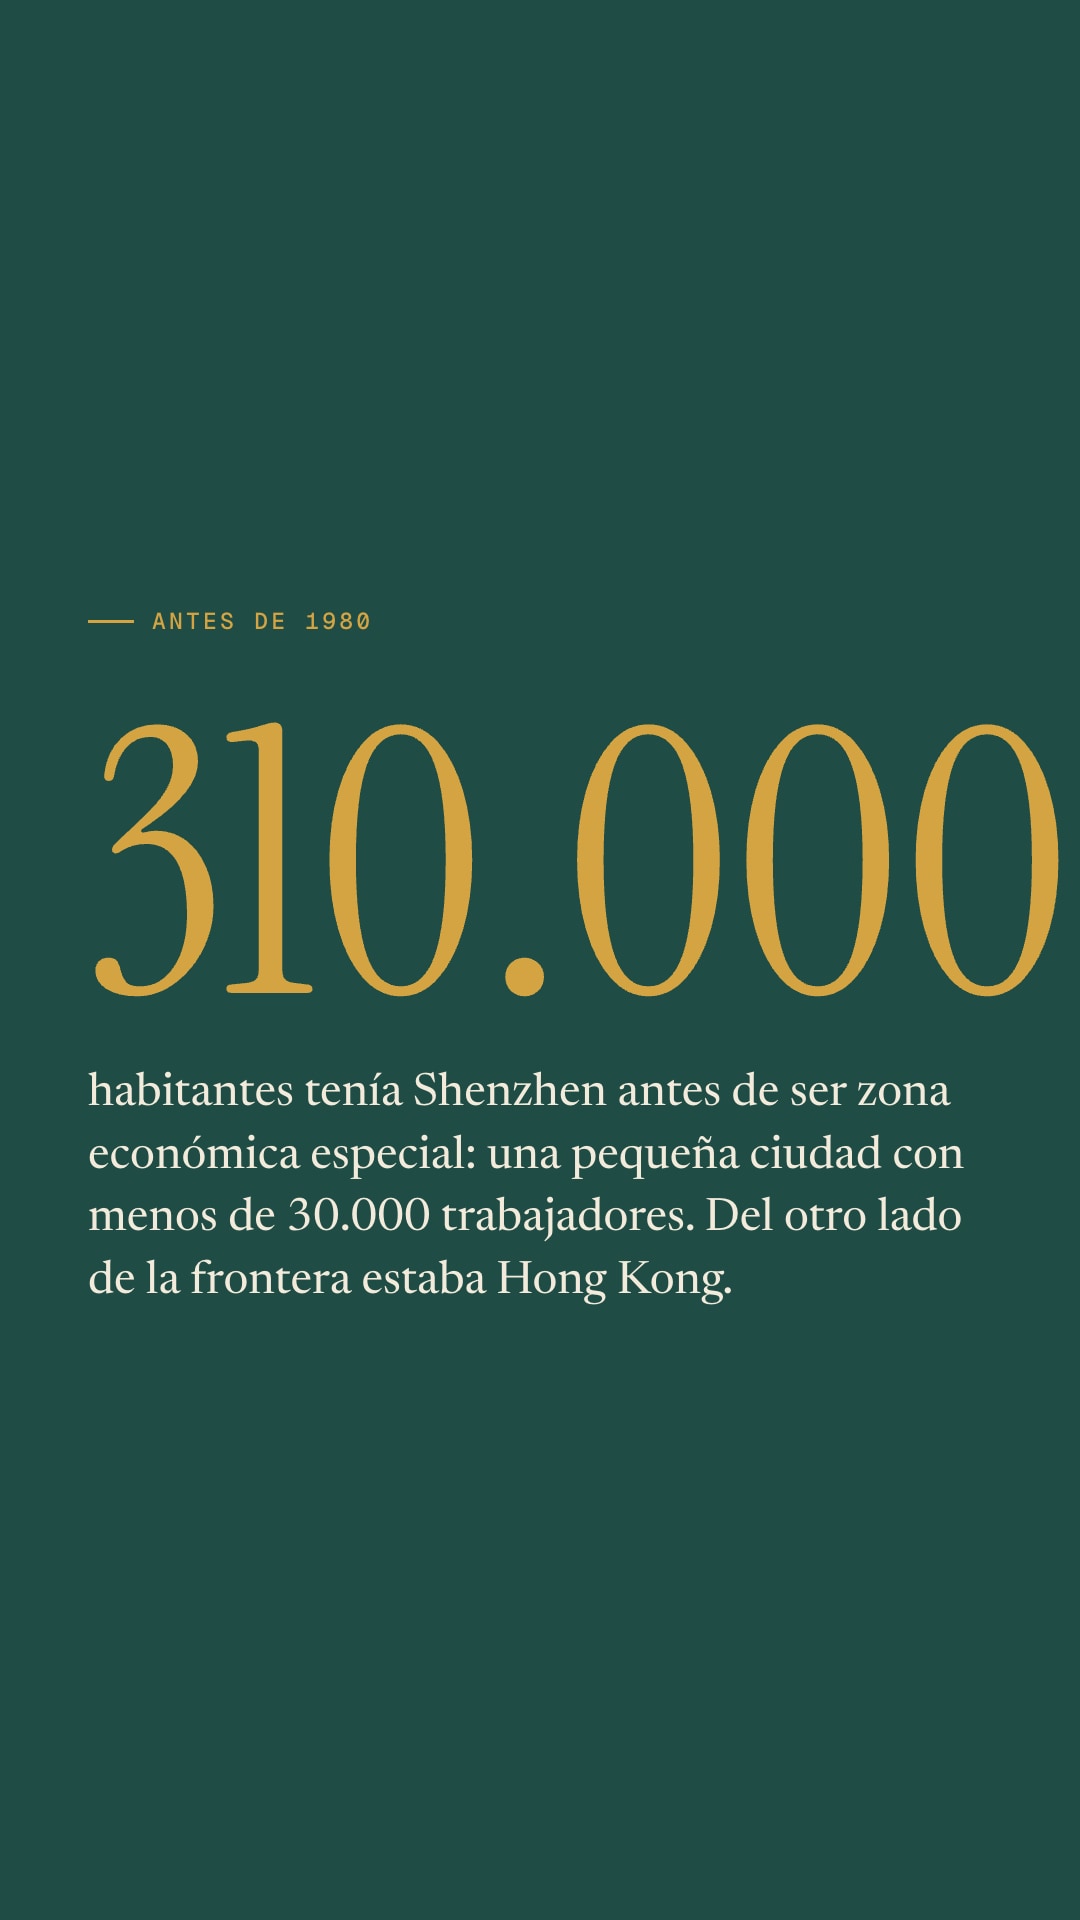 ANTES DE 1980
310.000
habitantes tenía Shenzhen antes de ser zona
económica especial: una pequeña ciudad con
menos de 30.000 trabajadores. Del otro lado
de la frontera estaba Hong Kong.